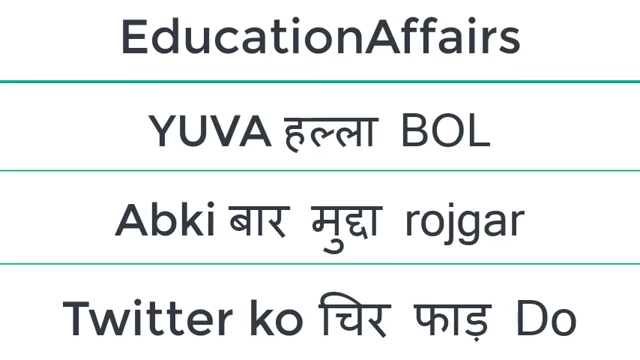 EducationAffairs
YUVA हल्ला BOL
Abki बार मुद्दा rojgar
Twitter ko चिर फाड़ Do